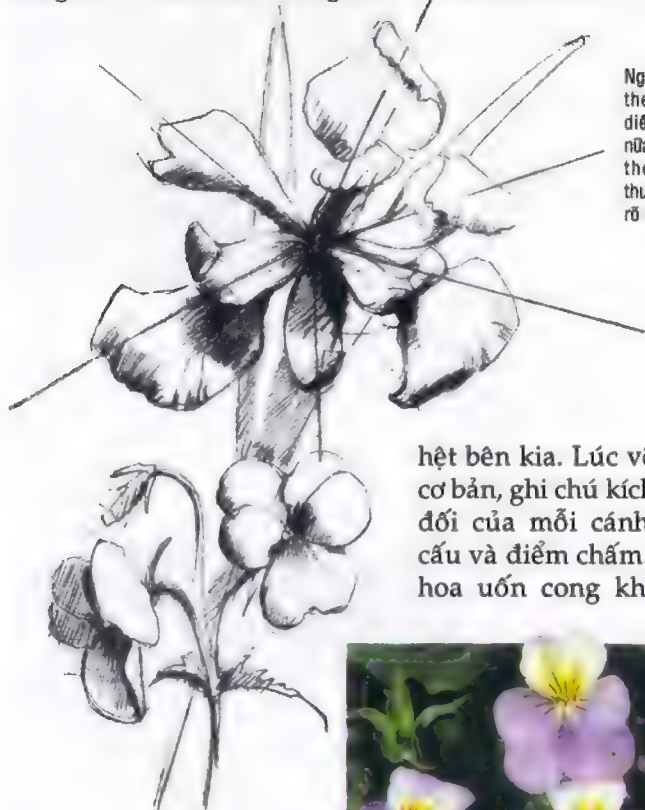 Ng
the
diê
nữa
the
thu
rõ
hệt bên kia. Lúc vẽ
cơ bản, ghi chú kích
đối của mỗi cánh
cấu và điểm chấm.
hoa uốn cong kh